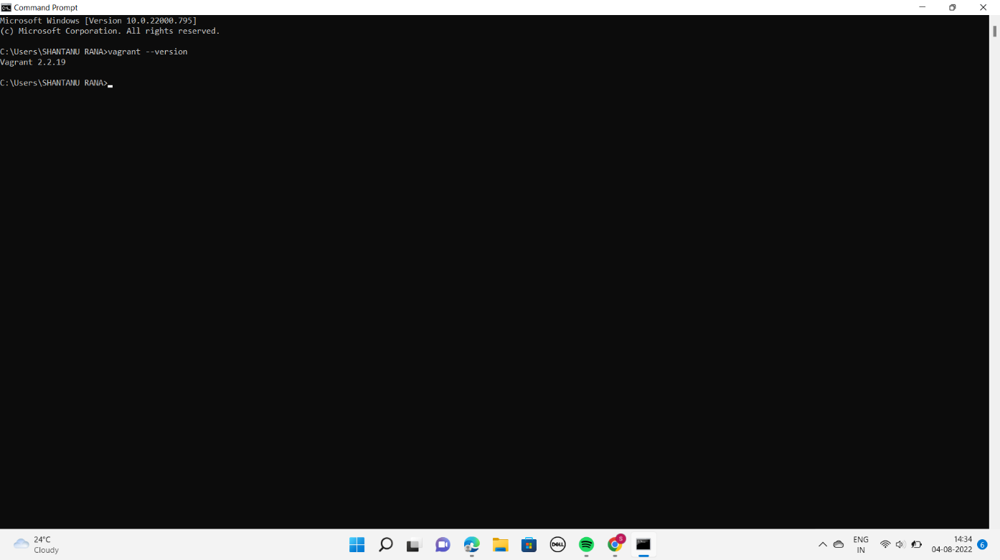 Command Prompt
Microsoft Windows [Version 10.0.22000.795]
(c) Microsoft Corporation. All rights reserved.
C:\Users\SHANTANU RANA>vagrant --version
Vagrant 2.2.19
C:\Users\SHANTANU RANA>
24°C
Cloudy
DELL
S
ENG
IN
14:34
04-08-2022
6